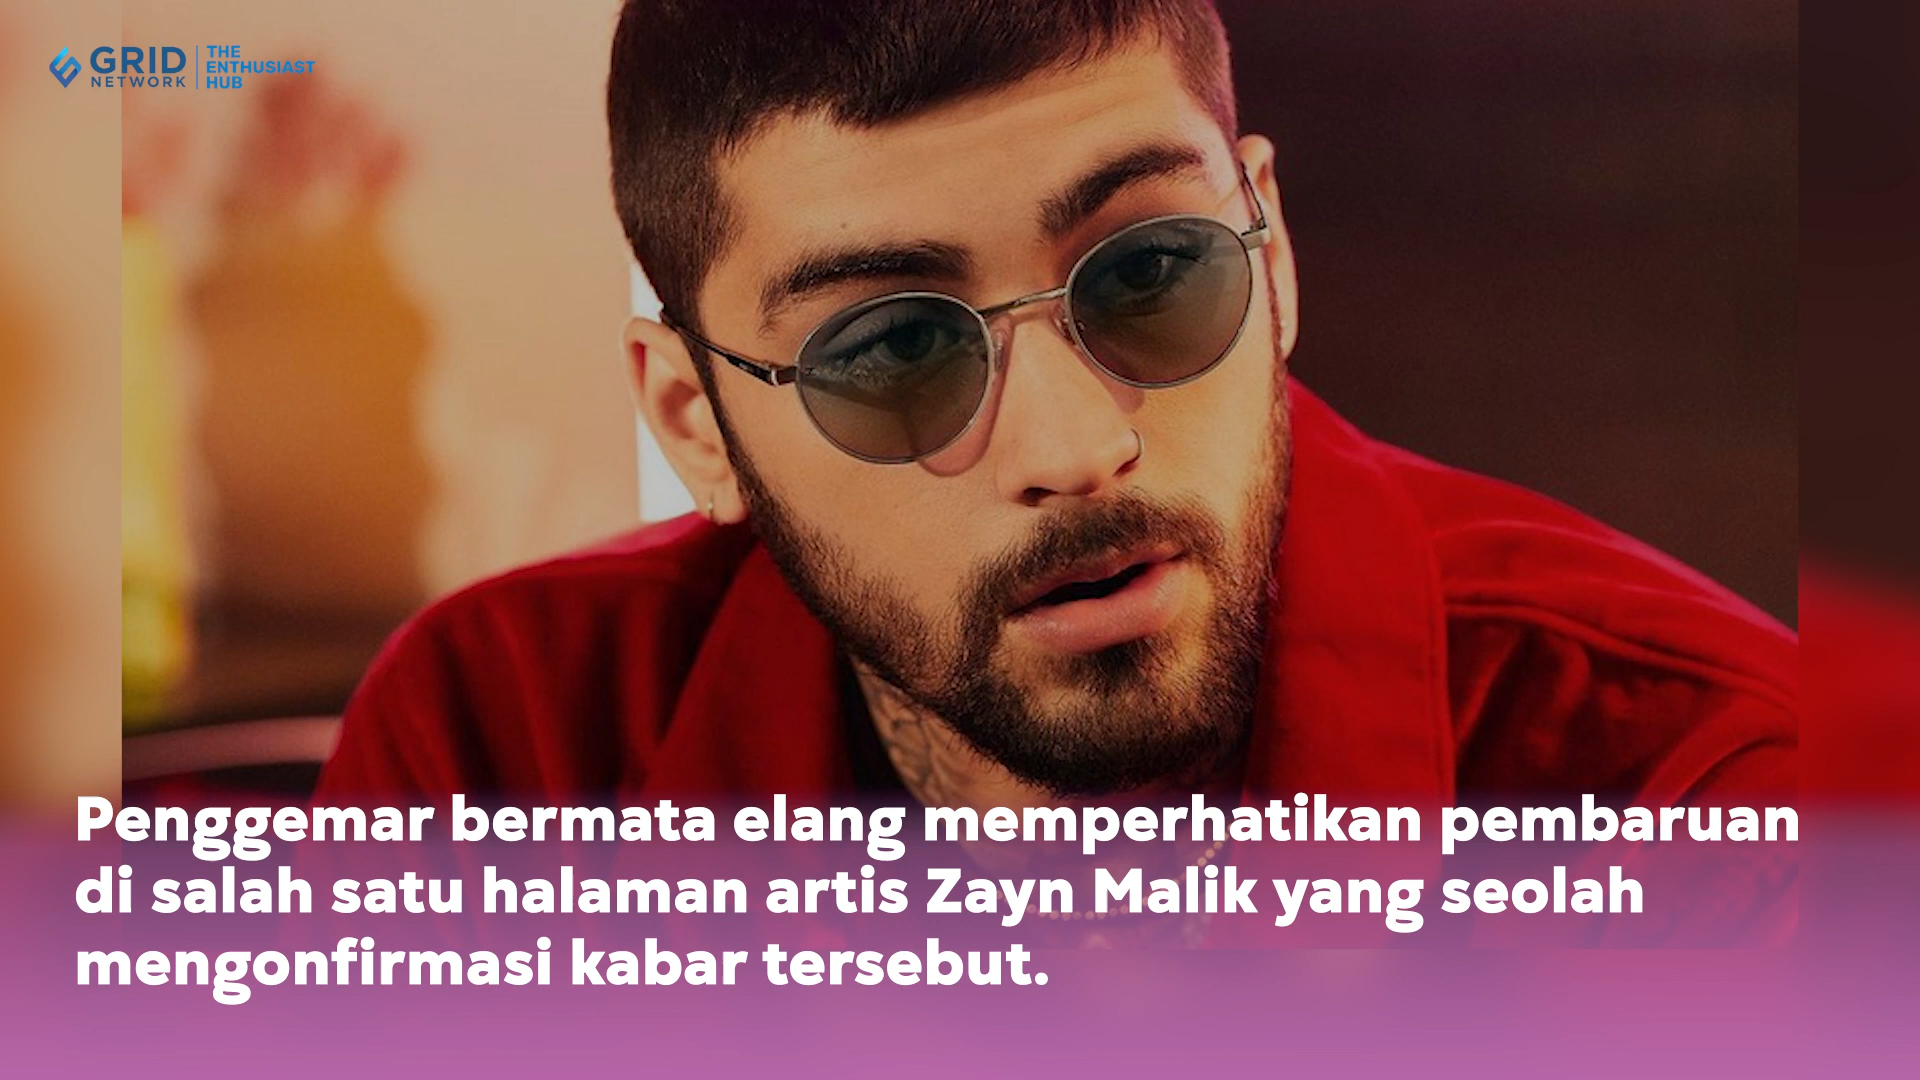 GRID NETWORK
THE ENTHUSIAST HUB
Penggemar bermata elang memperhatikan pembaruan
di salah satu halaman artis Zayn Malik yang seolah
mengonfirmasi kabar tersebut.